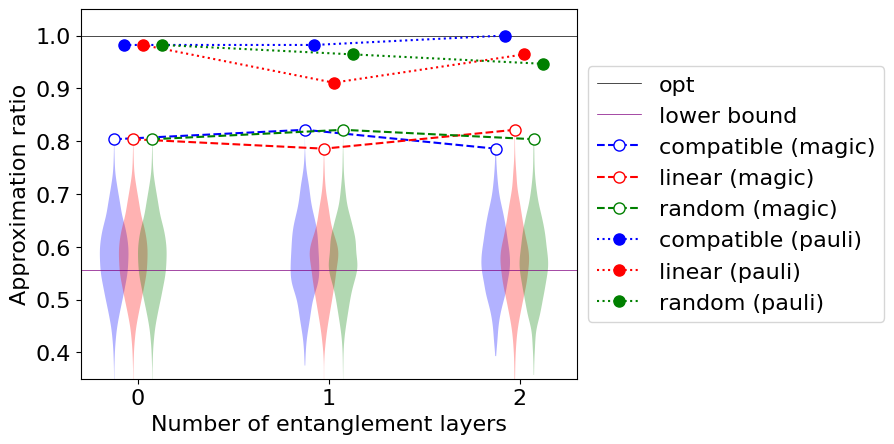 1.0
0.9
0.8
0.7
0.6
0.5
0.4
Approximation ratio
0 1 2
Number of entanglement layers
opt
lower bound
compatible (magic)
linear (magic)
random (magic)
compatible (pauli)
linear (pauli)
random (pauli)